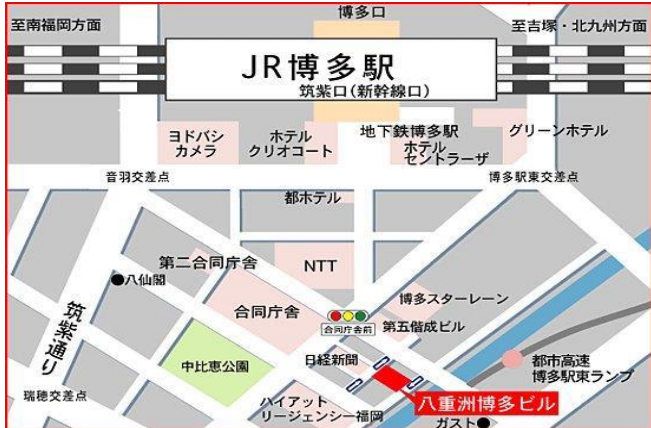 博多口
至南福岡方面
至吉塚・北九州方面
JR博多駅
筑紫口(新幹線口)
ヨドバシ
カメラ
ホテル
クリオコート
地下鉄博多駅
ホテル
セントラーザ
グリーンホテル
音羽交差点
博多駅東交差点
都ホテル
第二合同庁舎
NTT
八仙閣
合同庁舎
博多スターレーン
合同庁舎前
第五偕成ビル
筑紫通り
中比恵公園
日経新聞
都市高速
博多駅東ランプ
瑞穂交差点
ハイアット
リージェンシー福岡
八重洲博多ビル
ガスト